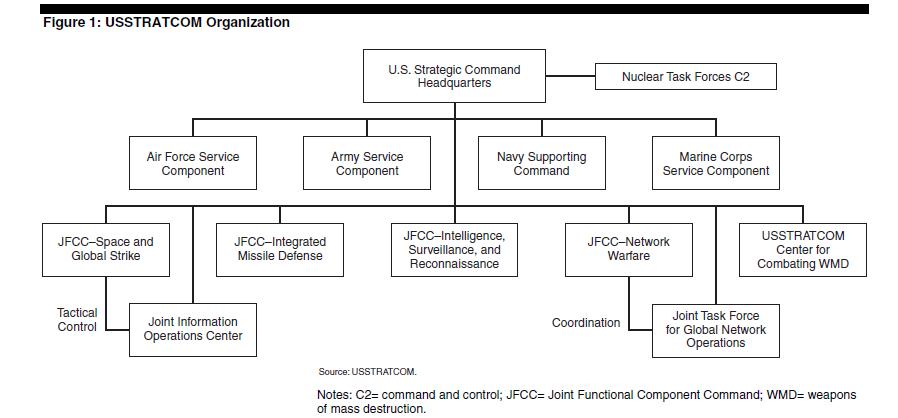 Figure 1: USSTRATCOM Organization
U.S. Strategic Command
Headquarters
Nuclear Task Forces C2
Air Force Service
Component
Army Service
Component
Navy Supporting
Command
Marine Corps
Service Component
JFCC–Space and
Global Strike
JFCC–Integrated
Missile Defense
JFCC–Intelligence,
Surveillance, and
Reconnaissance
JFCC–Network
Warfare
USSTRATCOM
Center for
Combating WMD
Tactical
Control
Joint Information
Operations Center
Coordination
Joint Task Force
for Global Network
Operations
Source: USSTRATCOM.
Notes: C2= command and control; JFCC= Joint Functional Component Command; WMD= weapons
of mass destruction.